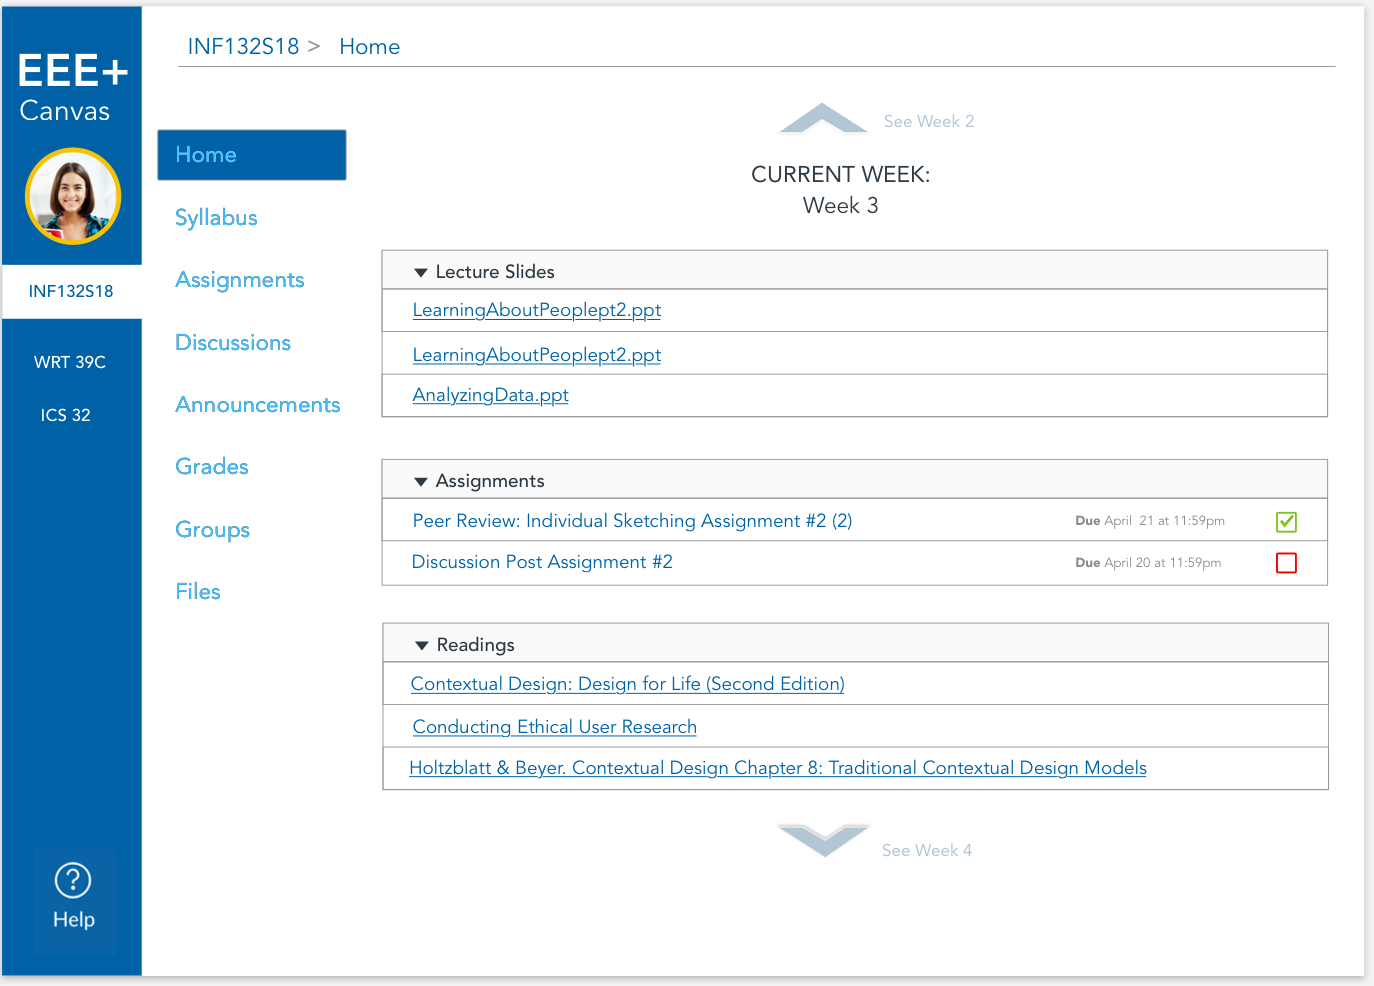 INF132S18 > Home
EEE+
Canvas
INF132S18
WRT 39C
ICS 32
? Help
Home
Syllabus
Assignments
Discussions
Announcements
Grades
Groups
Files
See Week 2
CURRENT WEEK:
Week 3
Lecture Slides
LearningAboutPeoplept2.ppt
LearningAboutPeoplept2.ppt
AnalyzingData.ppt
Assignments
Peer Review: Individual Sketching Assignment #2 (2) Due April 21 at 11:59pm
Discussion Post Assignment #2 Due April 20 at 11:59pm
Readings
Contextual Design: Design for Life (Second Edition)
Conducting Ethical User Research
Holtzblatt & Beyer. Contextual Design Chapter 8: Traditional Contextual Design Models
See Week 4